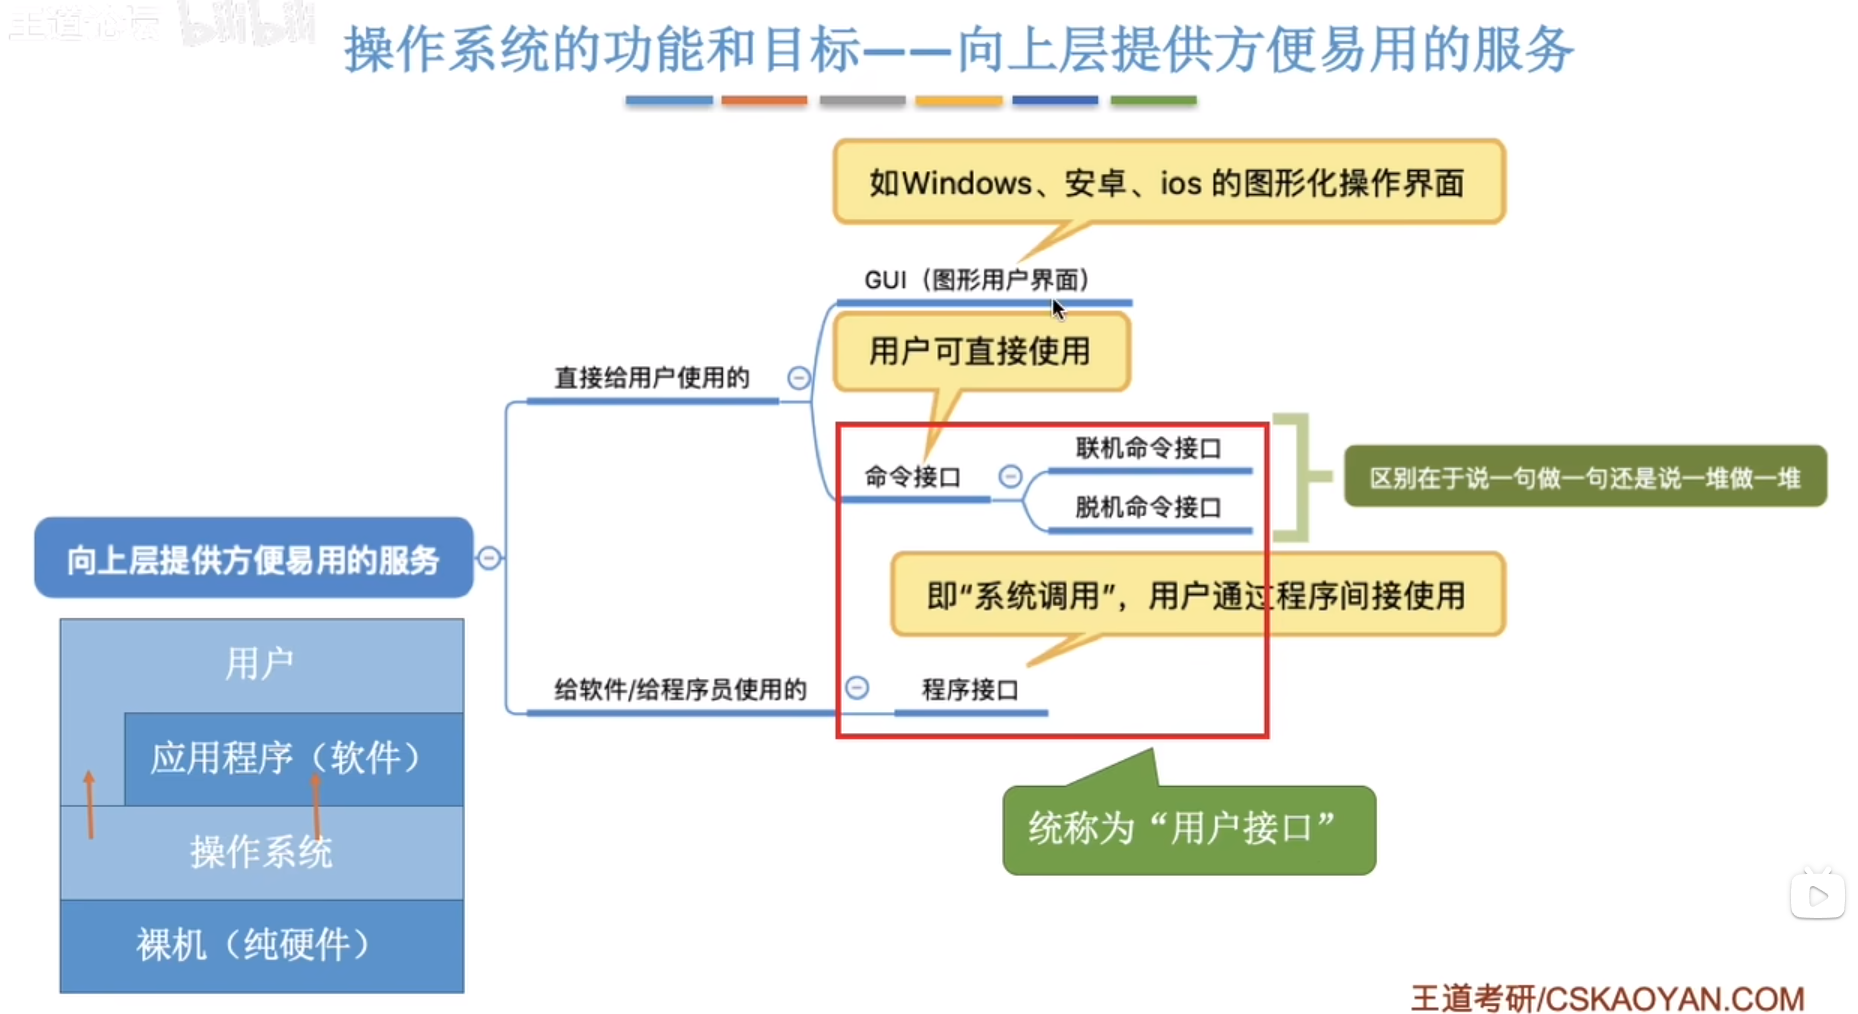 王道论坛 bilibili
操作系统的功能和目标——向上层提供方便易用的服务
如Windows、安卓、ios 的图形化操作界面
GUI（图形用户界面）
用户可直接使用
直接给用户使用的
联机命令接口
命令接口
脱机命令接口
区别在于说一句做一句还是说一堆做一堆
向上层提供方便易用的服务
即“系统调用”，用户通过程序间接使用
给软件/给程序员使用的
程序接口
统称为“用户接口”
用户
应用程序（软件）
操作系统
裸机（纯硬件）
王道考研/CSKAOYAN.COM